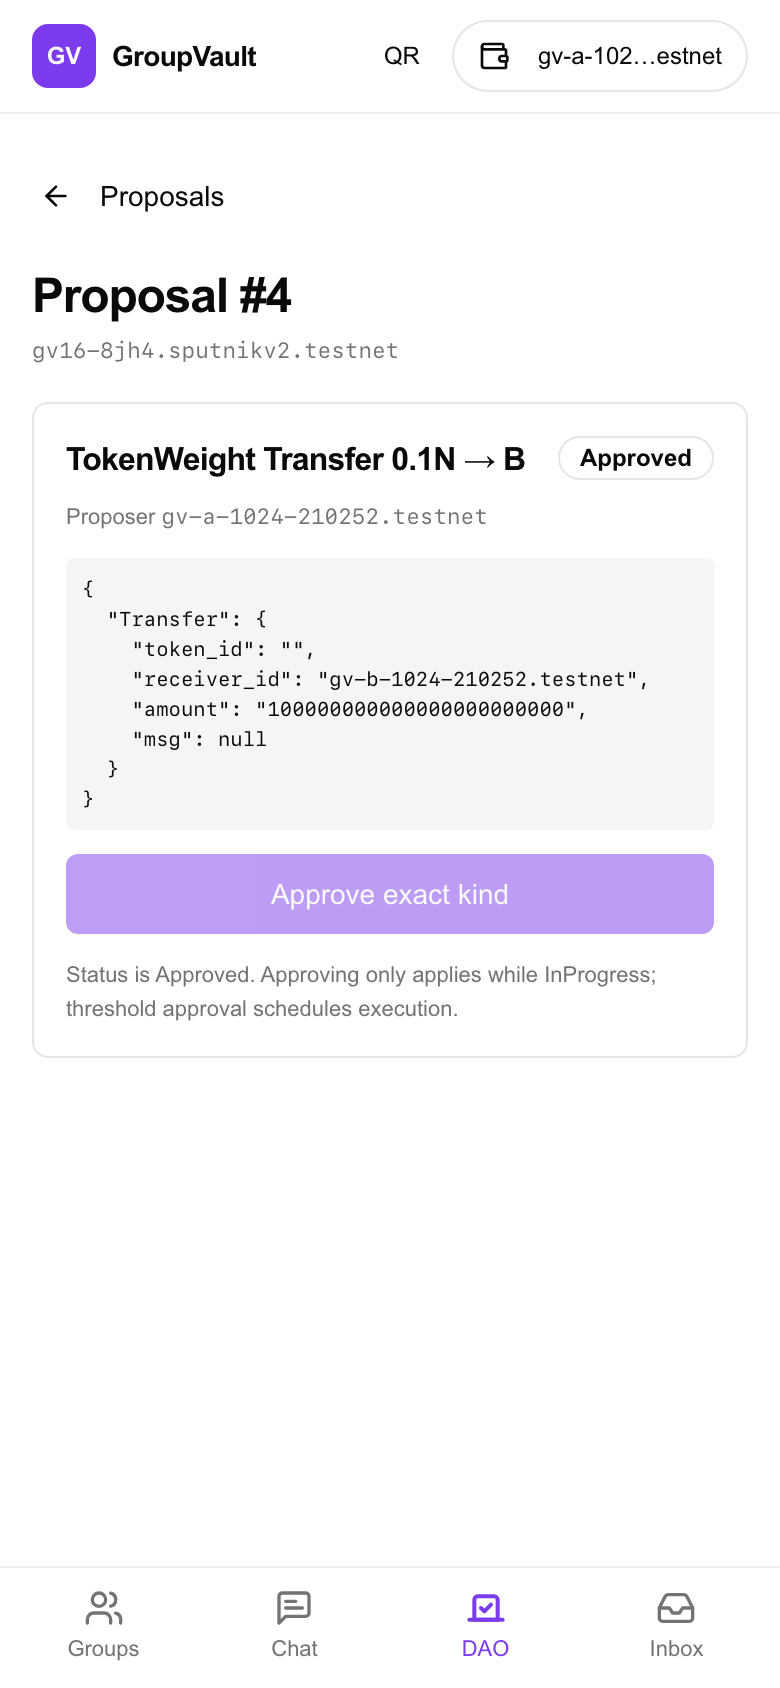 GV GroupVault QR gv-a-102...estnet
← Proposals
Proposal #4
gv16-8jh4.sputnikv2.testnet
TokenWeight Transfer 0.1N → B Approved
Proposer gv-a-1024-210252.testnet
{
  "Transfer": {
    "token_id": "",
    "receiver_id": "gv-b-1024-210252.testnet",
    "amount": "100000000000000000000000",
    "msg": null
  }
}
Approve exact kind
Status is Approved. Approving only applies while InProgress;
threshold approval schedules execution.
Groups Chat DAO Inbox